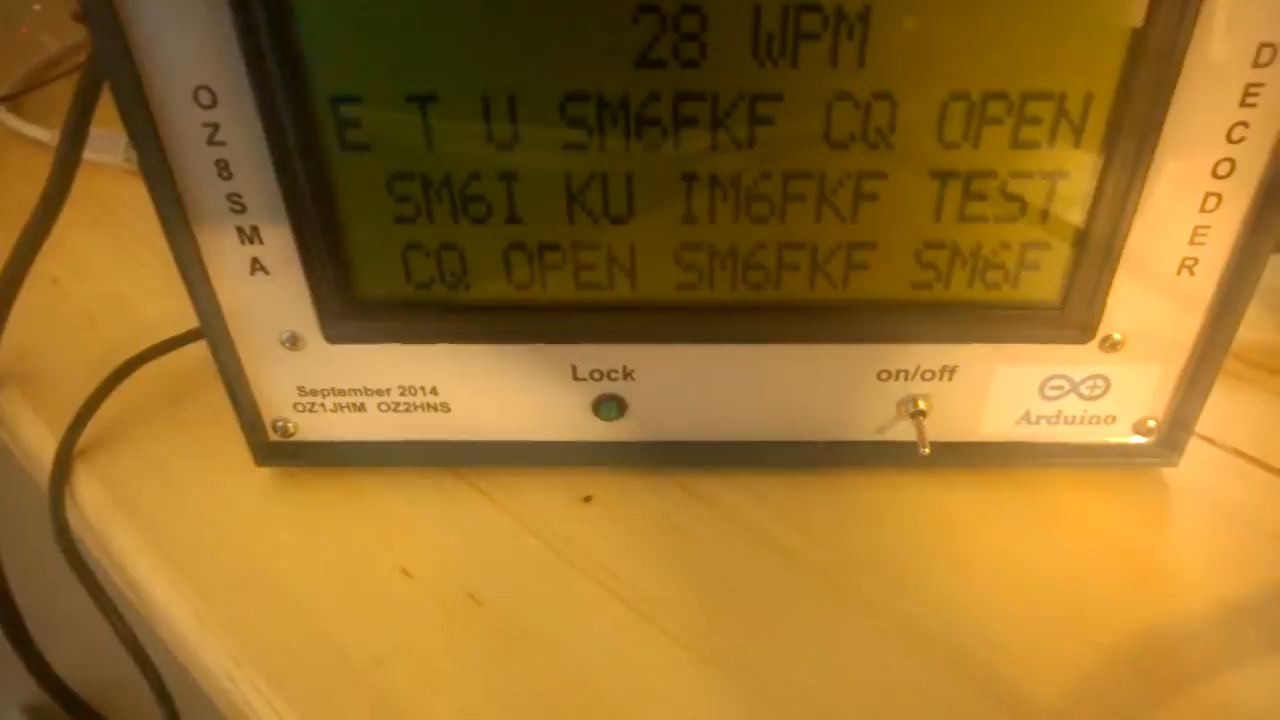 28 WPM
E T U SM6FKF CQ OPEN
SM6I KU IM6FKF TEST
CQ OPEN SM6FKF SM6F
OZ8SMA
DECODER
Lock
on/off
September 2014
OZ1JHM OZ2HNS
Arduino